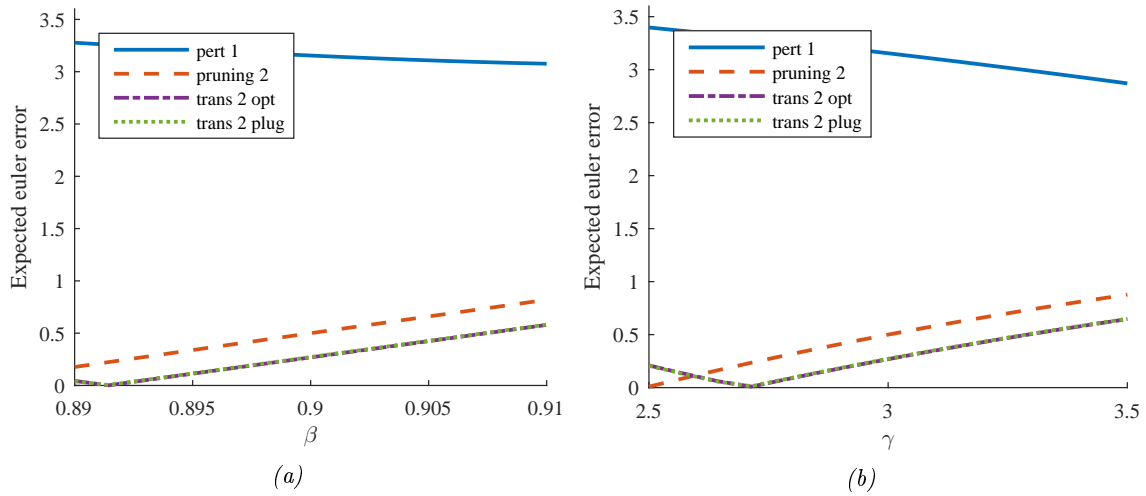 3.5
3
2.5
2
1.5
1
0.5
0
Expected euler error
pert 1
pruning 2
trans 2 opt
trans 2 plug
0.89
0.895
0.9
0.905
0.91
β
(a)
3.5
3
2.5
2
1.5
1
0.5
0
Expected euler error
pert 1
pruning 2
trans 2 opt
trans 2 plug
2.5
3
3.5
γ
(b)